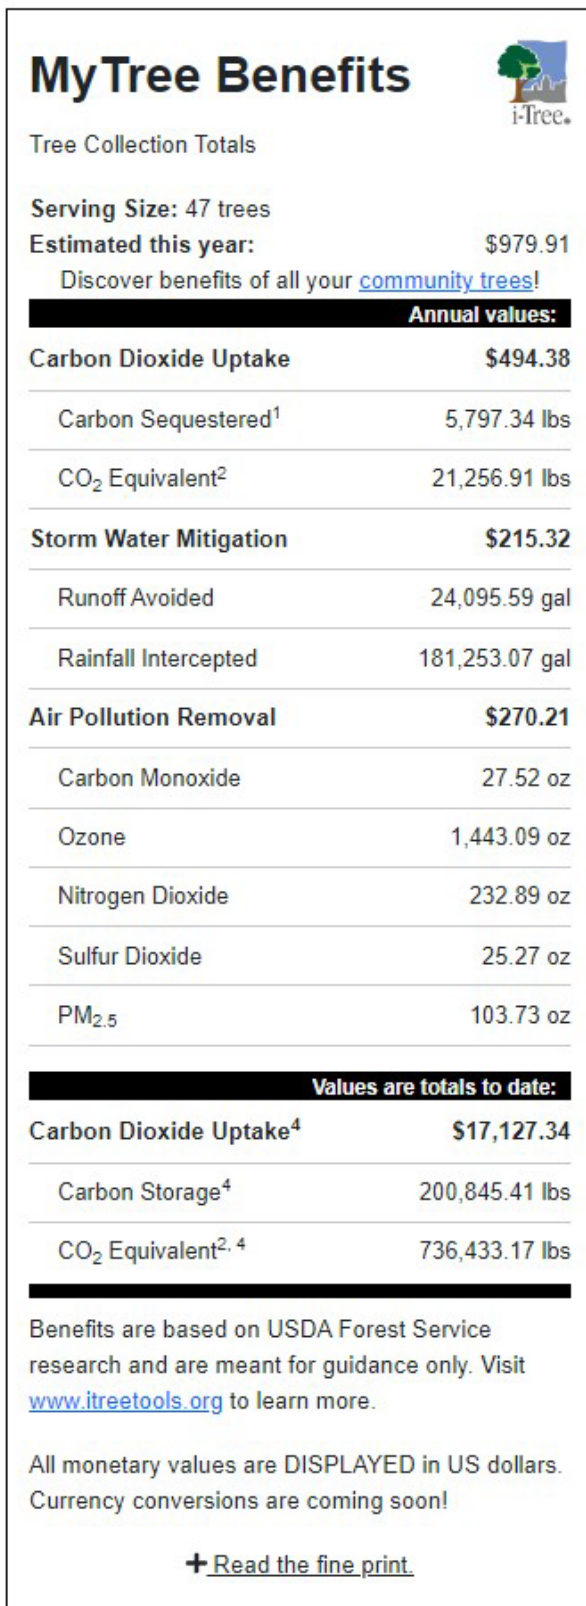 MyTree Benefits
i-Tree®
Tree Collection Totals
Serving Size: 47 trees
Estimated this year: $979.91
Discover benefits of all your community trees!
Annual values:
Carbon Dioxide Uptake $494.38
Carbon Sequestered¹ 5,797.34 lbs
CO₂ Equivalent² 21,256.91 lbs
Storm Water Mitigation $215.32
Runoff Avoided 24,095.59 gal
Rainfall Intercepted 181,253.07 gal
Air Pollution Removal $270.21
Carbon Monoxide 27.52 oz
Ozone 1,443.09 oz
Nitrogen Dioxide 232.89 oz
Sulfur Dioxide 25.27 oz
PM₂.₅ 103.73 oz
Values are totals to date:
Carbon Dioxide Uptake⁴ $17,127.34
Carbon Storage⁴ 200,845.41 lbs
CO₂ Equivalent², ⁴ 736,433.17 lbs
Benefits are based on USDA Forest Service
research and are meant for guidance only. Visit
www.itreetools.org to learn more.
All monetary values are DISPLAYED in US dollars.
Currency conversions are coming soon!
+ Read the fine print.